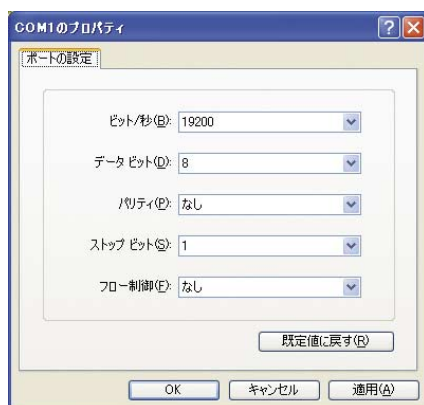 COM1のプロパティ
ポートの設定
ビット/秒(B): 19200
データ ビット(D): 8
パリティ(P): なし
ストップ ビット(S): 1
フロー制御(F): なし
既定値に戻す(R)
OK キャンセル 適用(A)